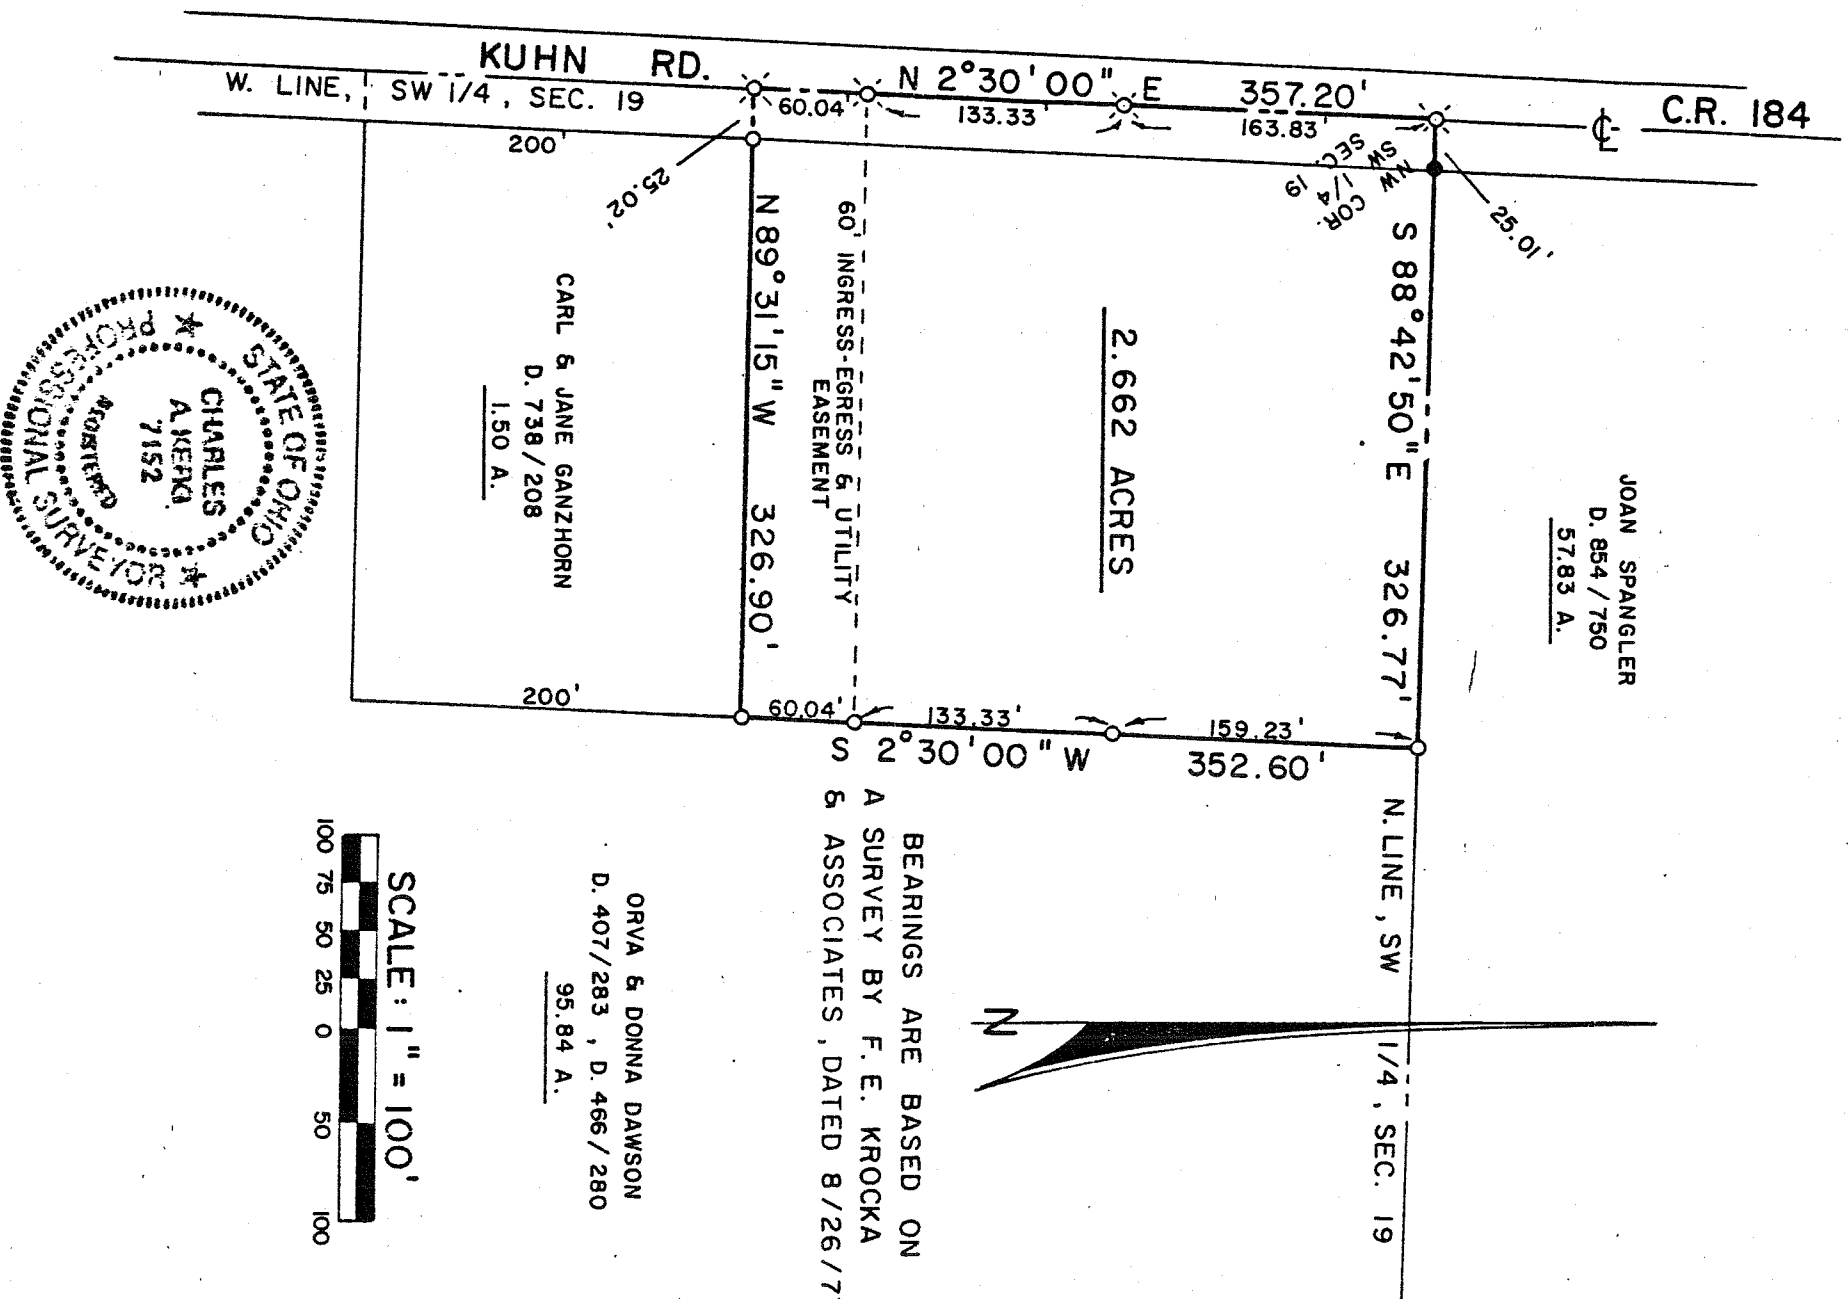 KUHN RD.
N 2°30'00" E 357.20'
C.R. 184
W. LINE, SW 1/4, SEC. 19
60.04'
133.33'
163.83'
℄
200'
25.02'
NW COR.
SW 1/4
SEC. 19
25.01'
N 89°31'15" W 326.90'
60' INGRESS-EGRESS & UTILITY
EASEMENT
2.662 ACRES
S 88°42'50" E 326.77'
JOAN SPANGLER
D. 854/750
57.83 A.
CARL & JANE GANZHORN
D. 738/208
1.50 A.
STATE OF OHIO
CHARLES
A.
7152
REGISTERED
PROFESSIONAL SURVEYOR
200'
60.04'
133.33'
159.23'
S 2°30'00" W
352.60'
BEARINGS ARE BASED ON
A SURVEY BY F. E. KROCKA
& ASSOCIATES, DATED 8/26/7
N. LINE, SW 1/4, SEC. 19
N
ORVA & DONNA DAWSON
D. 407/283, D. 466/280
95.84 A.
SCALE: 1" = 100'
100 75 50 25 0 50 100